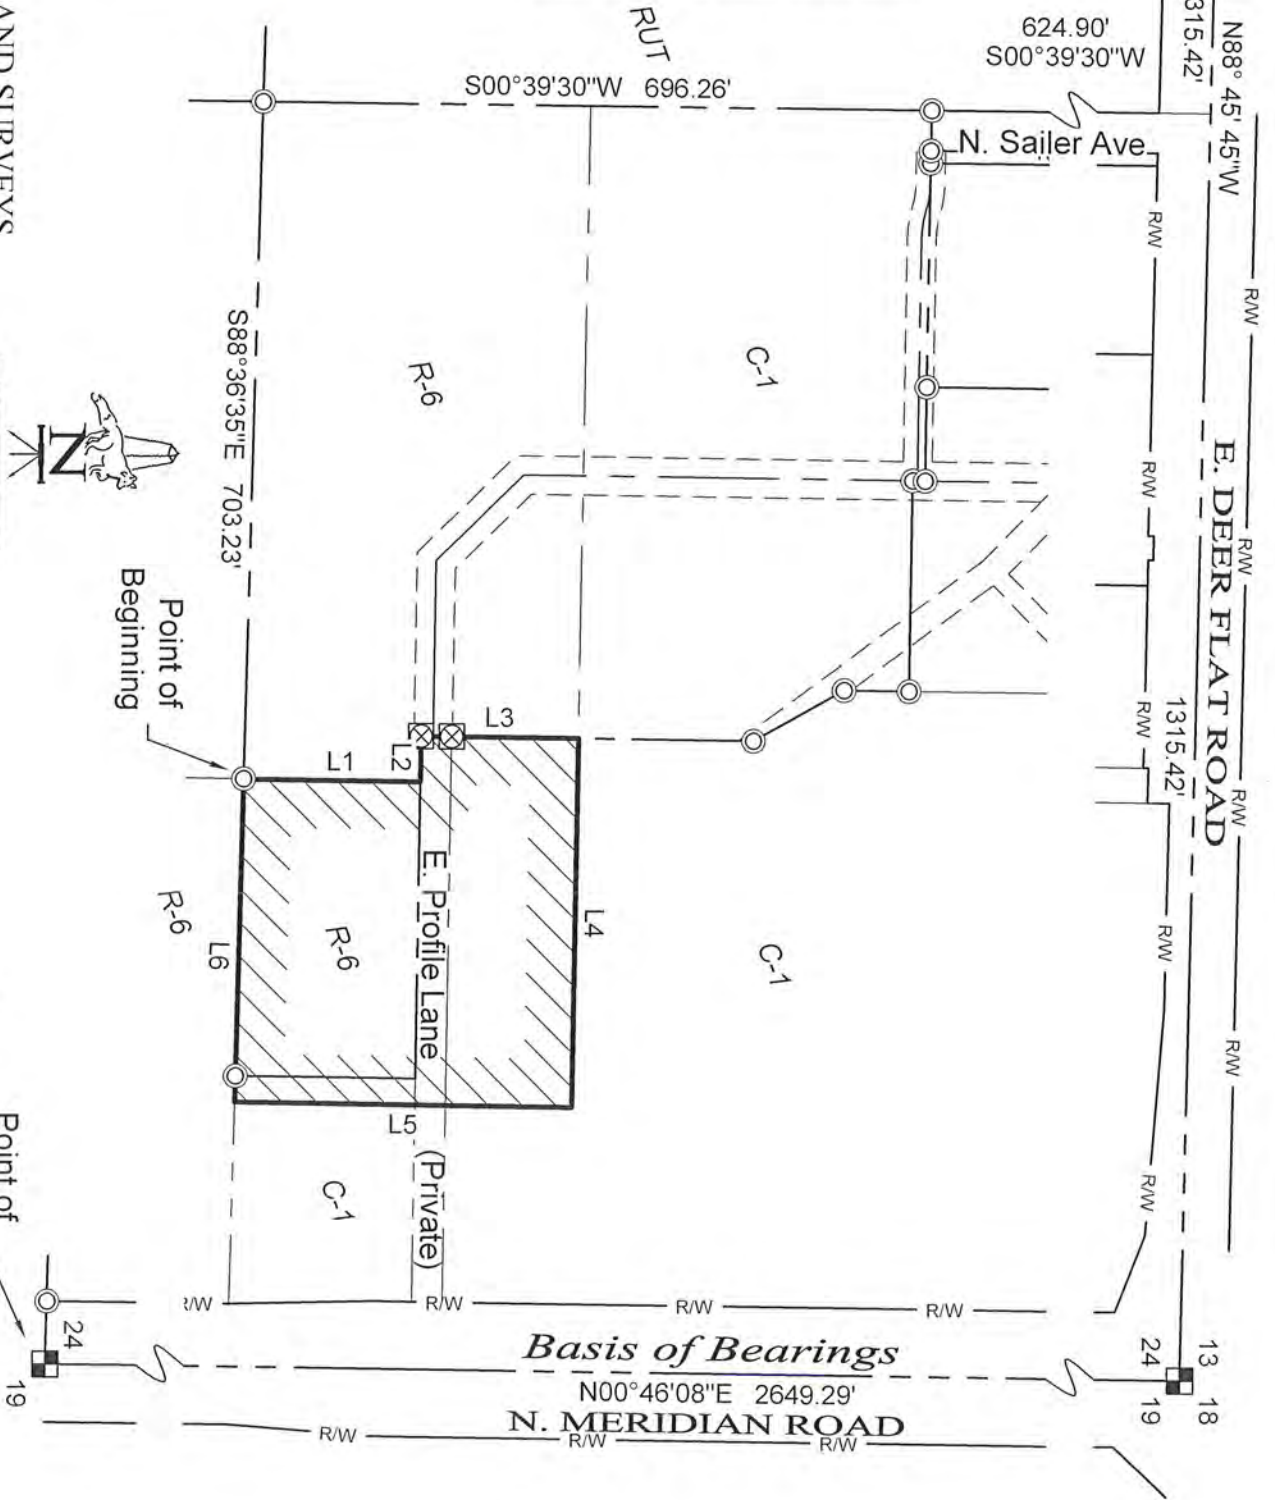 RUT
S00°39'30"W 696.26'
624.90'
S00°39'30"W
315.42'
N88° 45' 45"W
N. Sailer Ave
R/W
R/W
R/W
R/W
R/W
E. DEER FLAT ROAD
1315.42'
R/W
R/W
R/W
R/W
R/W
C-1
R-6
S88°36'35"E 703.23'
AND SURVEYS
N
Point of
Beginning
L1
L2
L3
L4
L5
L6
E. Profile Lane
(Private)
R-6
R-6
C-1
C-1
Point of
R/W
R/W
R/W
R/W
Basis of Bearings
N00°46'08"E 2649.29'
N. MERIDIAN ROAD
R/W
R/W
R/W
24
19
13
18
24
19